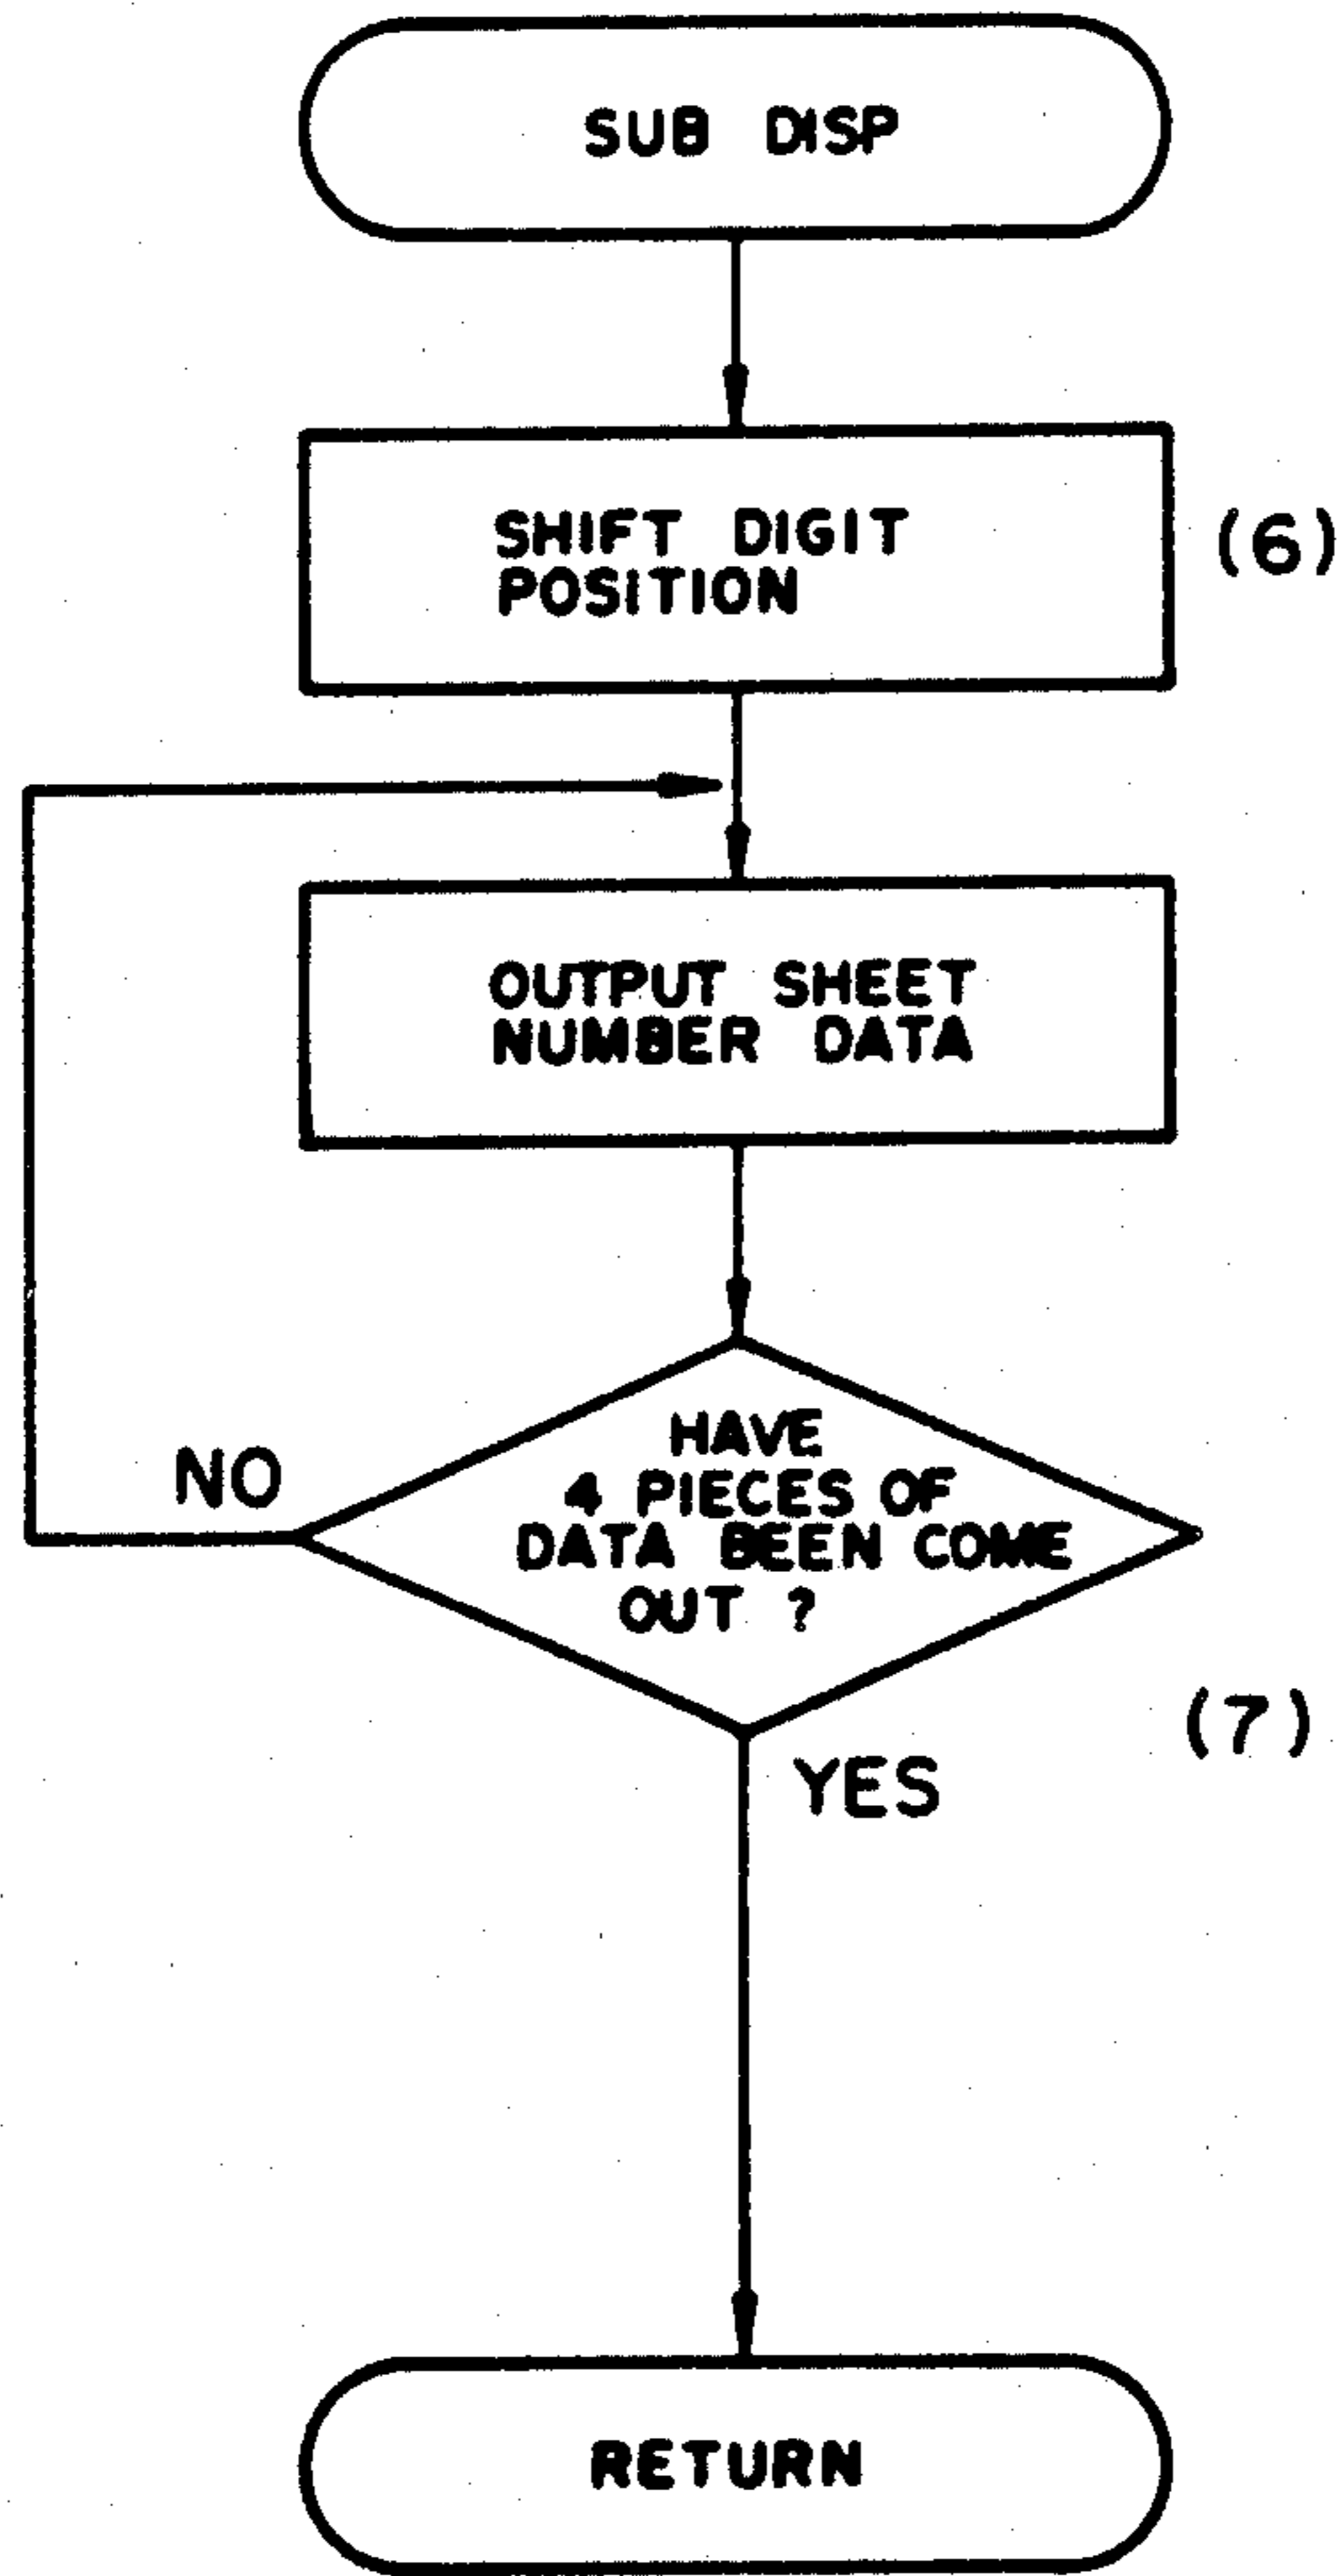 SUB DISP
SHIFT DIGIT
POSITION
(6)
OUTPUT SHEET
NUMBER DATA
HAVE
4 PIECES OF
DATA BEEN COME
OUT ?
NO
(7)
YES
RETURN